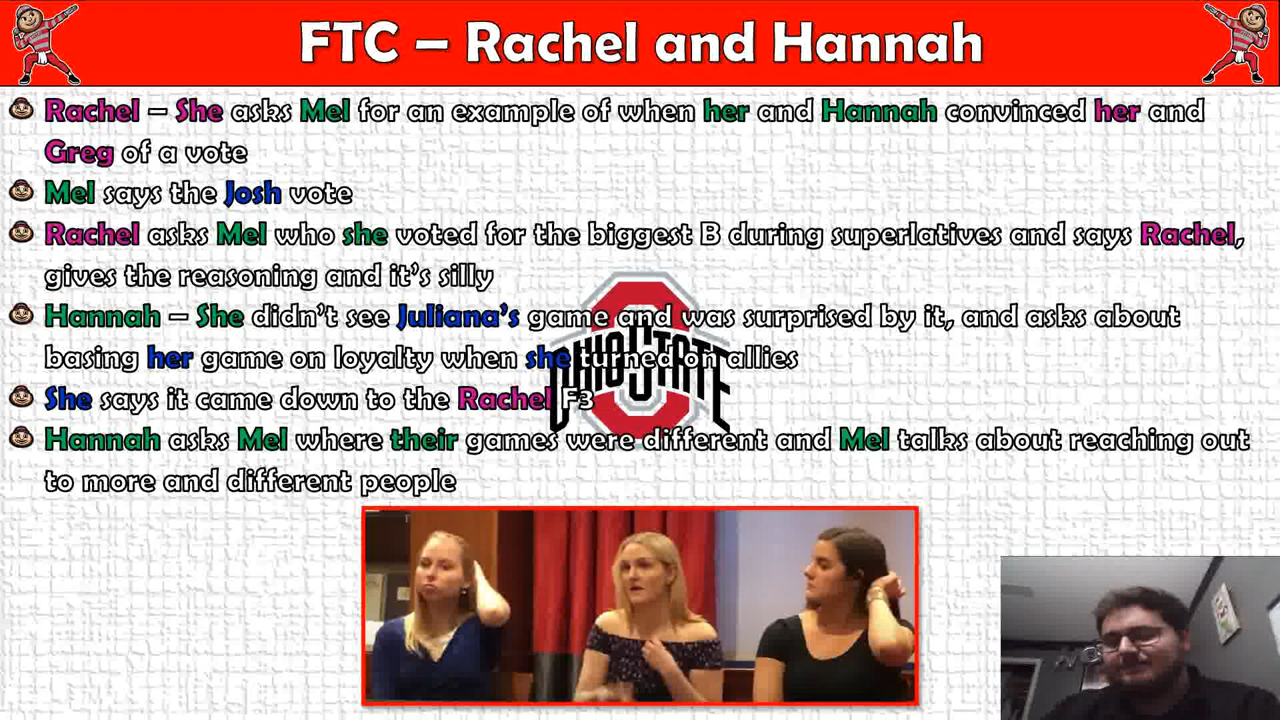 FTC – Rachel and Hannah
Rachel – She asks Mel for an example of when her and Hannah convinced her and
Greg of a vote
Mel says the Josh vote
Rachel asks Mel who she voted for the biggest B during superlatives and says Rachel,
gives the reasoning and it's silly
Hannah – She didn't see Juliana's game and was surprised by it, and asks about
basing her game on loyalty when she turned on allies
She says it came down to the Rachel F3
Hannah asks Mel where their games were different and Mel talks about reaching out
to more and different people
OHIO STATE